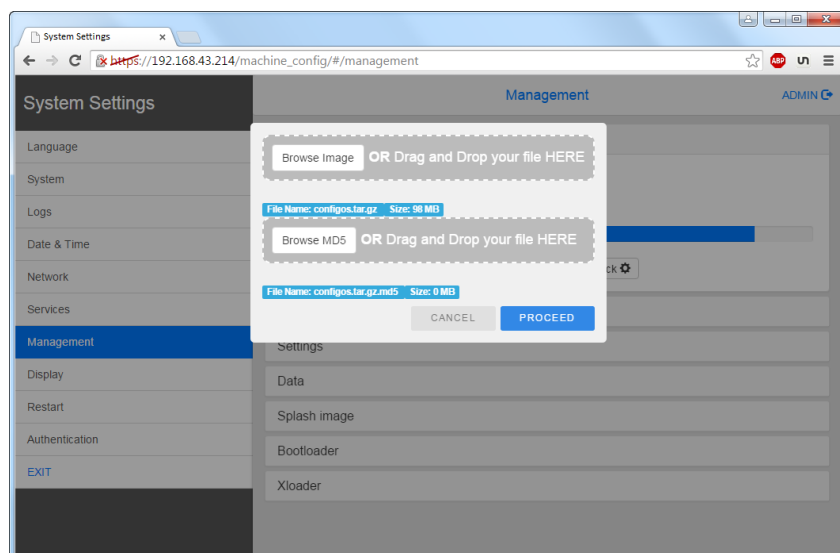 System Settings
https://192.168.43.214/machine_config/#/management
ABP
System Settings
Management
ADMIN
Language
System
Logs
Date & Time
Network
Services
Management
Display
Restart
Authentication
EXIT
Browse Image OR Drag and Drop your file HERE
File Name: configos.tar.gz Size: 98 MB
Browse MD5 OR Drag and Drop your file HERE
File Name: configos.tar.gz.md5 Size: 0 MB
CANCEL PROCEED
Settings
Data
Splash image
Bootloader
Xloader